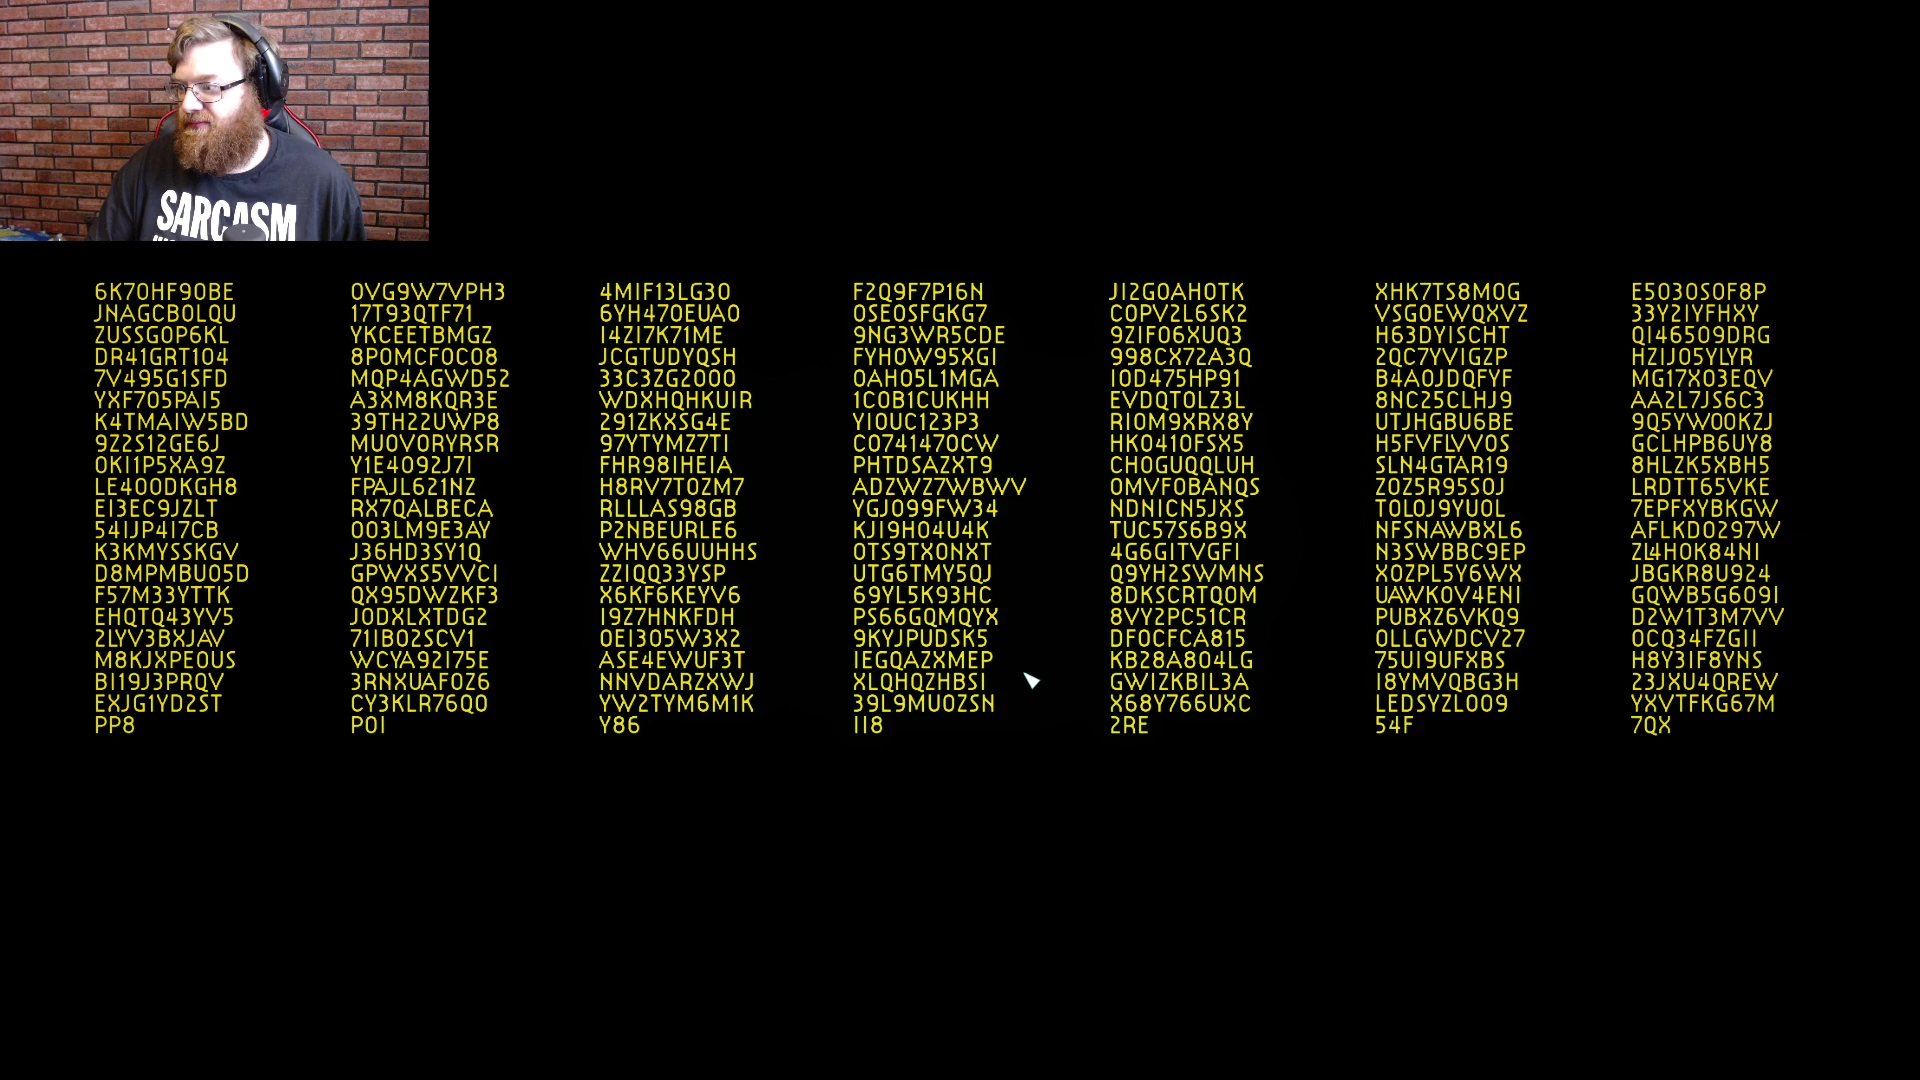 SARCASM
6K70HF90BE 0VG9W7VPH3 4MIF13LG30 F2Q9F7P16N JI2G0AH0TK XHK7TS8M0G E5030S0F8P
JNAGCB0LQU 17T93QTF71 6YH470EUA0 0SE0SFGKG7 C0PV2L6SK2 VSG0EWQXVZ 33Y2IYFHXY
ZUSSG0P6KL YKCEETBMGZ I4ZI7K71ME 9NG3WR5CDE 9ZIF06XUQ3 H63DYISCHT QI46509DRG
DR41GRT104 8P0MCF0C08 JCGTUDYQSH FYH0W95XGI 998CX72A3Q 2QC7YVIGZP HZIJ05YLYR
7V495G1SFD MQP4AGWD52 33C3ZG2000 0AH05L1MGA I0D475HP91 B4A0JDQFYF MG17X03EQV
YXF705PAI5 A3XM8KQR3E WDXHQHKUIR 1C0B1CUKHH EVDQT0LZ3L 8NC25CLHJ9 AA2L7JS6C3
K4TMAIW5BD 39TH22UWP8 291ZKXSG4E YI0UC123P3 RI0M9XRX8Y UTJHGBU6BE 9Q5YW00KZJ
9Z2S12GE6J MU0V0RYRSR 97YTYMZ7TI C0741470CW HK0410FSX5 H5FVFLVV0S GCLHPB6UY8
0KI1P5XA9Z Y1E4092J7I FHR98IHEIA PHTDSAZXT9 CH0GUQQLUH SLN4GTAR19 8HLZK5XBH5
LE400DKGH8 FPAJL621NZ H8RV7T0ZM7 ADZWZ7WBWV 0MVF0BANQS Z0Z5R95S0J LRDTT65VKE
EI3EC9JZLT RX7QALBECA RLLLAS98GB YGJ099FW34 NDNICN5JXS T0L0J9YU0L 7EPFXYBKGW
54IJP4I7CB 003LM9E3AY P2NBEURLE6 KJI9H04U4K TUC57S6B9X NFSNAWBXL6 AFLKD0297W
K3KMYSSKGV J36HD3SY1Q WHV66UUHHS 0TS9TX0NXT 4G6GITVGFI N3SWBBC9EP ZL4H0K84NI
D8MPMBU05D GPWXS5VVCI ZZIQQ33YSP UTG6TMY5QJ Q9YH2SWMNS X0ZPL5Y6WX JBGKR8U924
F57M33YTTK QX95DWZKF3 X6KF6KEYV6 69YL5K93HC 8DKSCRTQ0M UAWK0V4ENI GQWB5G609I
EHQTQ43YV5 J0DXLXTDG2 I9Z7HNKFDH PS66GQMQYX 8VY2PC51CR PUBXZ6VKQ9 D2W1T3M7VV
2LYV3BXJAV 71IB02SCV1 0EI305W3X2 9KYJPUDSK5 DF0CFCA815 0LLGWDCV27 0CQ34FZGII
M8KJXPE0US WCYA92I75E ASE4EWUF3T IEGQAZXMEP KB28A804LG 75UI9UFXBS H8Y3IF8YNS
BI19J3PRQV 3RNXUAF0Z6 NNVDARZXWJ XLQHQZHBSI GWIZKBIL3A I8YMVQBG3H 23JXU4QREW
EXJG1YD2ST CY3KLR76Q0 YW2TYM6M1K 39L9MU0ZSN X68Y766UXC LEDSYZL009 YXVTFKG67M
PP8 P0I Y86 II8 2RE 54F 7QX